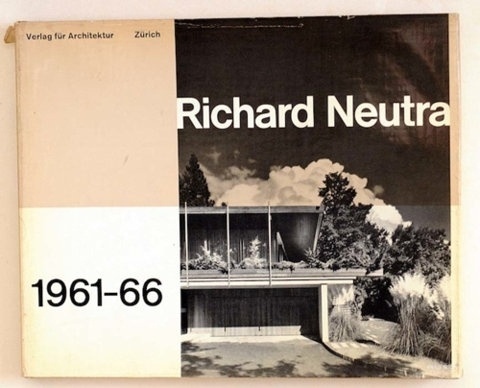 Verlag für Architektur Zürich
Richard Neutra
1961–66